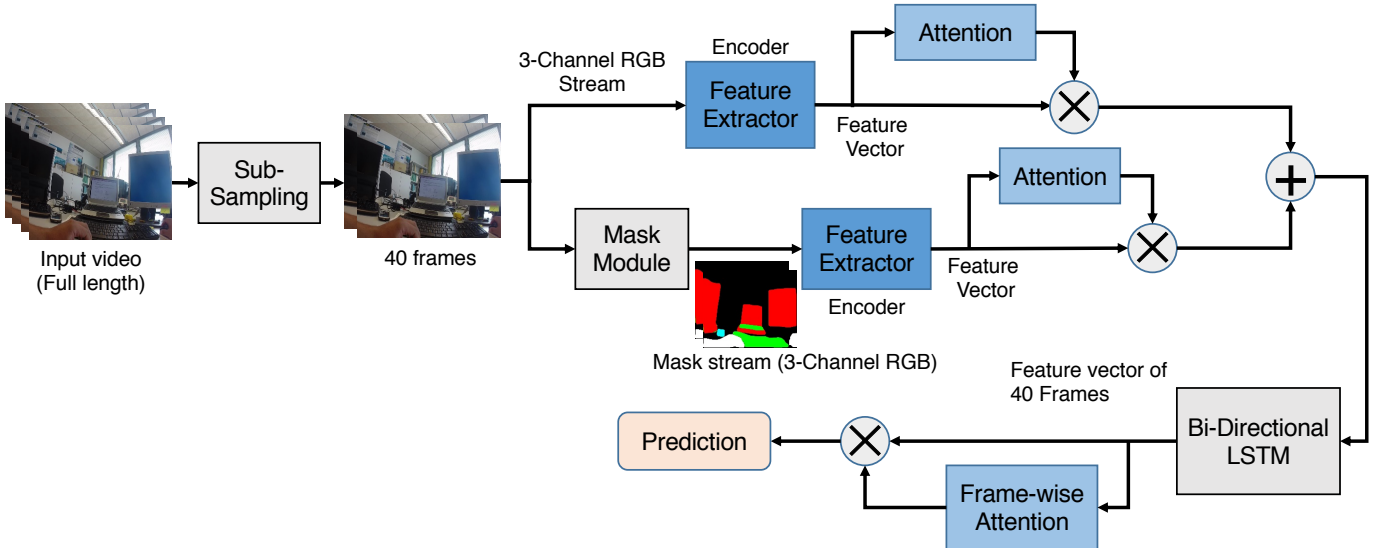 Input video
(Full length)
Sub-
Sampling
40 frames
3-Channel RGB
Stream
Encoder
Feature
Extractor
Feature
Vector
Attention
Mask
Module
Mask stream (3-Channel RGB)
Feature
Extractor
Encoder
Feature
Vector
Attention
Bi-Directional
LSTM
Feature vector of
40 Frames
Frame-wise
Attention
Prediction